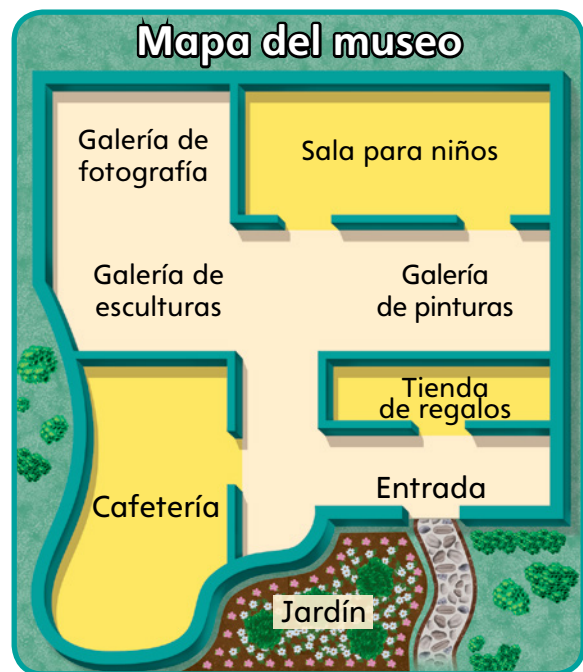 Mapa del museo
Galería de
fotografía
Sala para niños
Galería de
esculturas
Galería
de pinturas
Tienda
de regalos
Cafetería
Entrada
Jardín